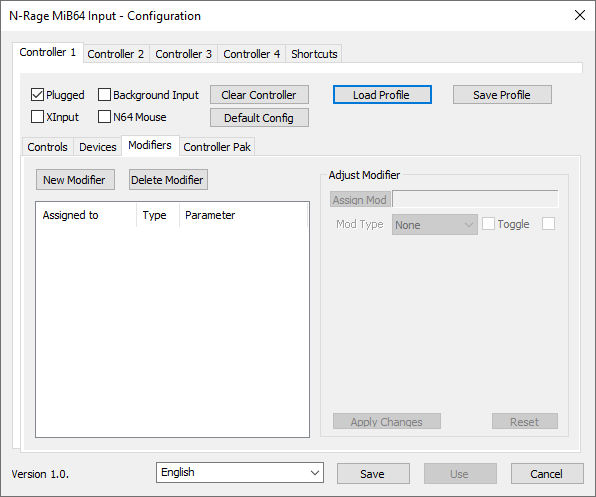 N-Rage MiB64 Input - Configuration
Controller 1 Controller 2 Controller 3 Controller 4 Shortcuts
Plugged Background Input Clear Controller Load Profile Save Profile
XInput N64 Mouse Default Config
Controls Devices Modifiers Controller Pak
New Modifier Delete Modifier Adjust Modifier
Assigned to Type Parameter Assign Mod
Mod Type None Toggle
Apply Changes Reset
Version 1.0. English Save Use Cancel